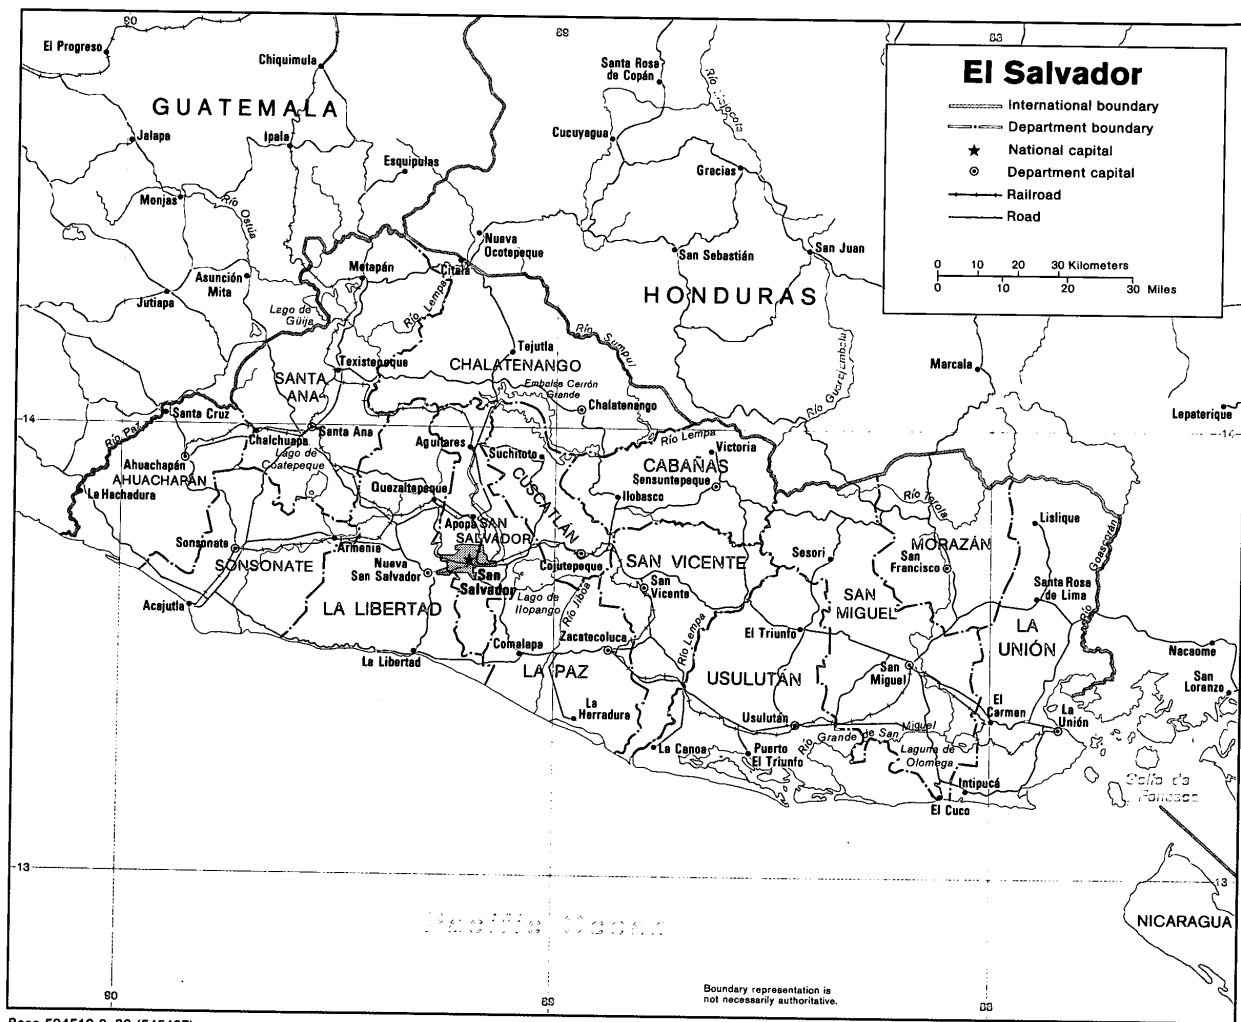 El Salvador
International boundary
Department boundary
National capital
Department capital
Railroad
Road
0 10 20 30 Kilometers
0 10 20 30 Miles
El Progreso
Chiquimula
GUATEMALA
Jalapa
Ipala
Esquipulas
Monjas
Río Ostúa
Asunción
Mita
Jutiapa
Lago de
Güija
Metapán
Citalá
Nueva
Ocotepeque
Santa Rosa
de Copán
Cucuyagua
Gracias
San Sebastián
San Juan
HONDURAS
Río Lempa
Río Sumpul
Tejutla
CHALATENANGO
Embalse Cerrón
Grande
Chalatenango
Texistepeque
SANTA
ANA
Marcala
Lepaterique
14
14
Río Paz
Santa Cruz
Chalchuapa
Santa Ana
Lago de
Coatepeque
Ahuachapán
AHUACHAPÁN
La Hachadura
Aguilares
Suchitoto
CUSCATLÁN
Río Lempa
Victoria
CABAÑAS
Sensuntepeque
Ilobasco
Quezaltepeque
Apopa
SAN
SALVADOR
Río Torola
Lislique
Goascorán
Río
Sonsonate
SONSONATE
Armenia
Nueva
San Salvador
San
Salvador
Cojutepeque
SAN VICENTE
San
Vicente
Sesori
MORAZÁN
San
Francisco
SAN
MIGUEL
Santa Rosa
de Lima
Acajutla
LA LIBERTAD
Lago de
Ilopango
Río Jiboa
Zacatecoluca
Río Lempa
El Triunfo
LA
UNIÓN
Nacaome
San
Lorenzo
La Libertad
Comalapa
LA PAZ
USULUTÁN
San
Miguel
La
Herradura
Usulután
El
Carmen
La
Unión
La Canoa
Puerto
El Triunfo
Río Grande de San Miguel
Laguna de
Olomega
Intipucá
El Cuco
Golfo de
Fonseca
13
13
NICARAGUA
Pacific Ocean
Boundary representation is
not necessarily authoritative.